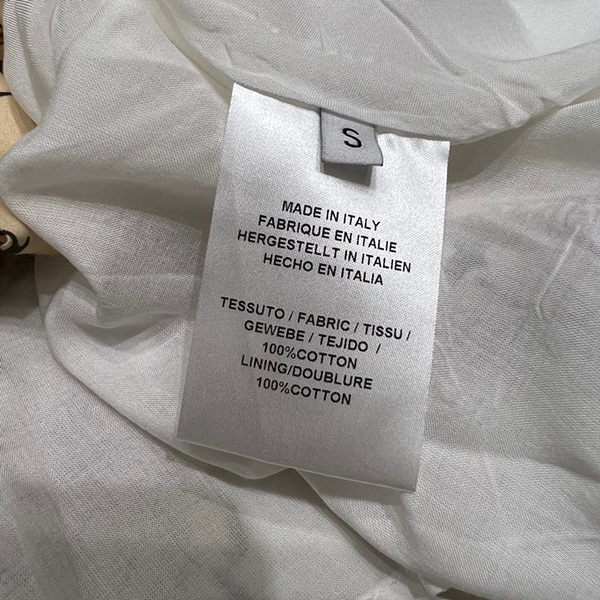 S
MADE IN ITALY
FABRIQUE EN ITALIE
HERGESTELLT IN ITALIEN
HECHO EN ITALIA
TESSUTO / FABRIC / TISSU /
GEWEBE / TEJIDO /
100%COTTON
LINING/DOUBLURE
100%COTTON